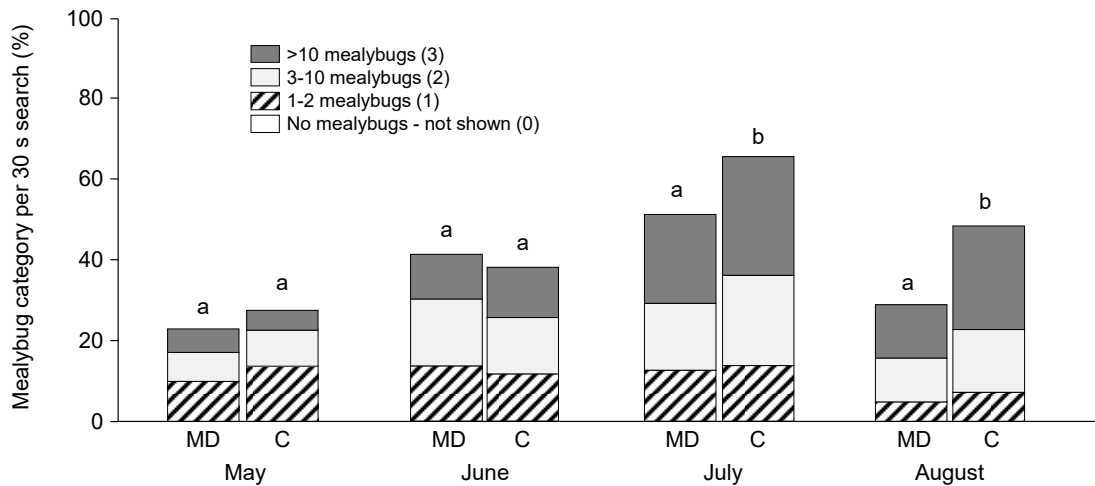 Mealybug category per 30 s search (%)
100
80
60
40
20
0
>10 mealybugs (3)
3-10 mealybugs (2)
1-2 mealybugs (1)
No mealybugs - not shown (0)
a
a
a
a
a
b
a
b
MD
C
MD
C
MD
C
MD
C
May
June
July
August